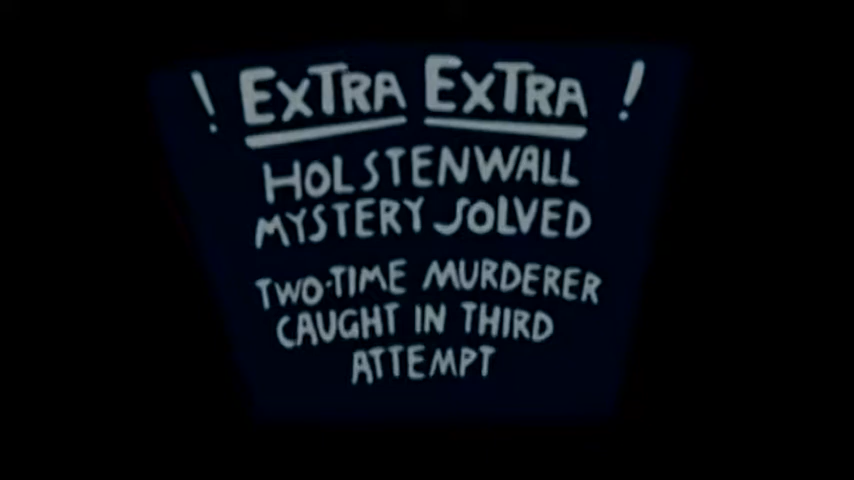 ! EXTRA EXTRA !
HOLSTENWALL
MYSTERY SOLVED
TWO-TIME MURDERER
CAUGHT IN THIRD
ATTEMPT